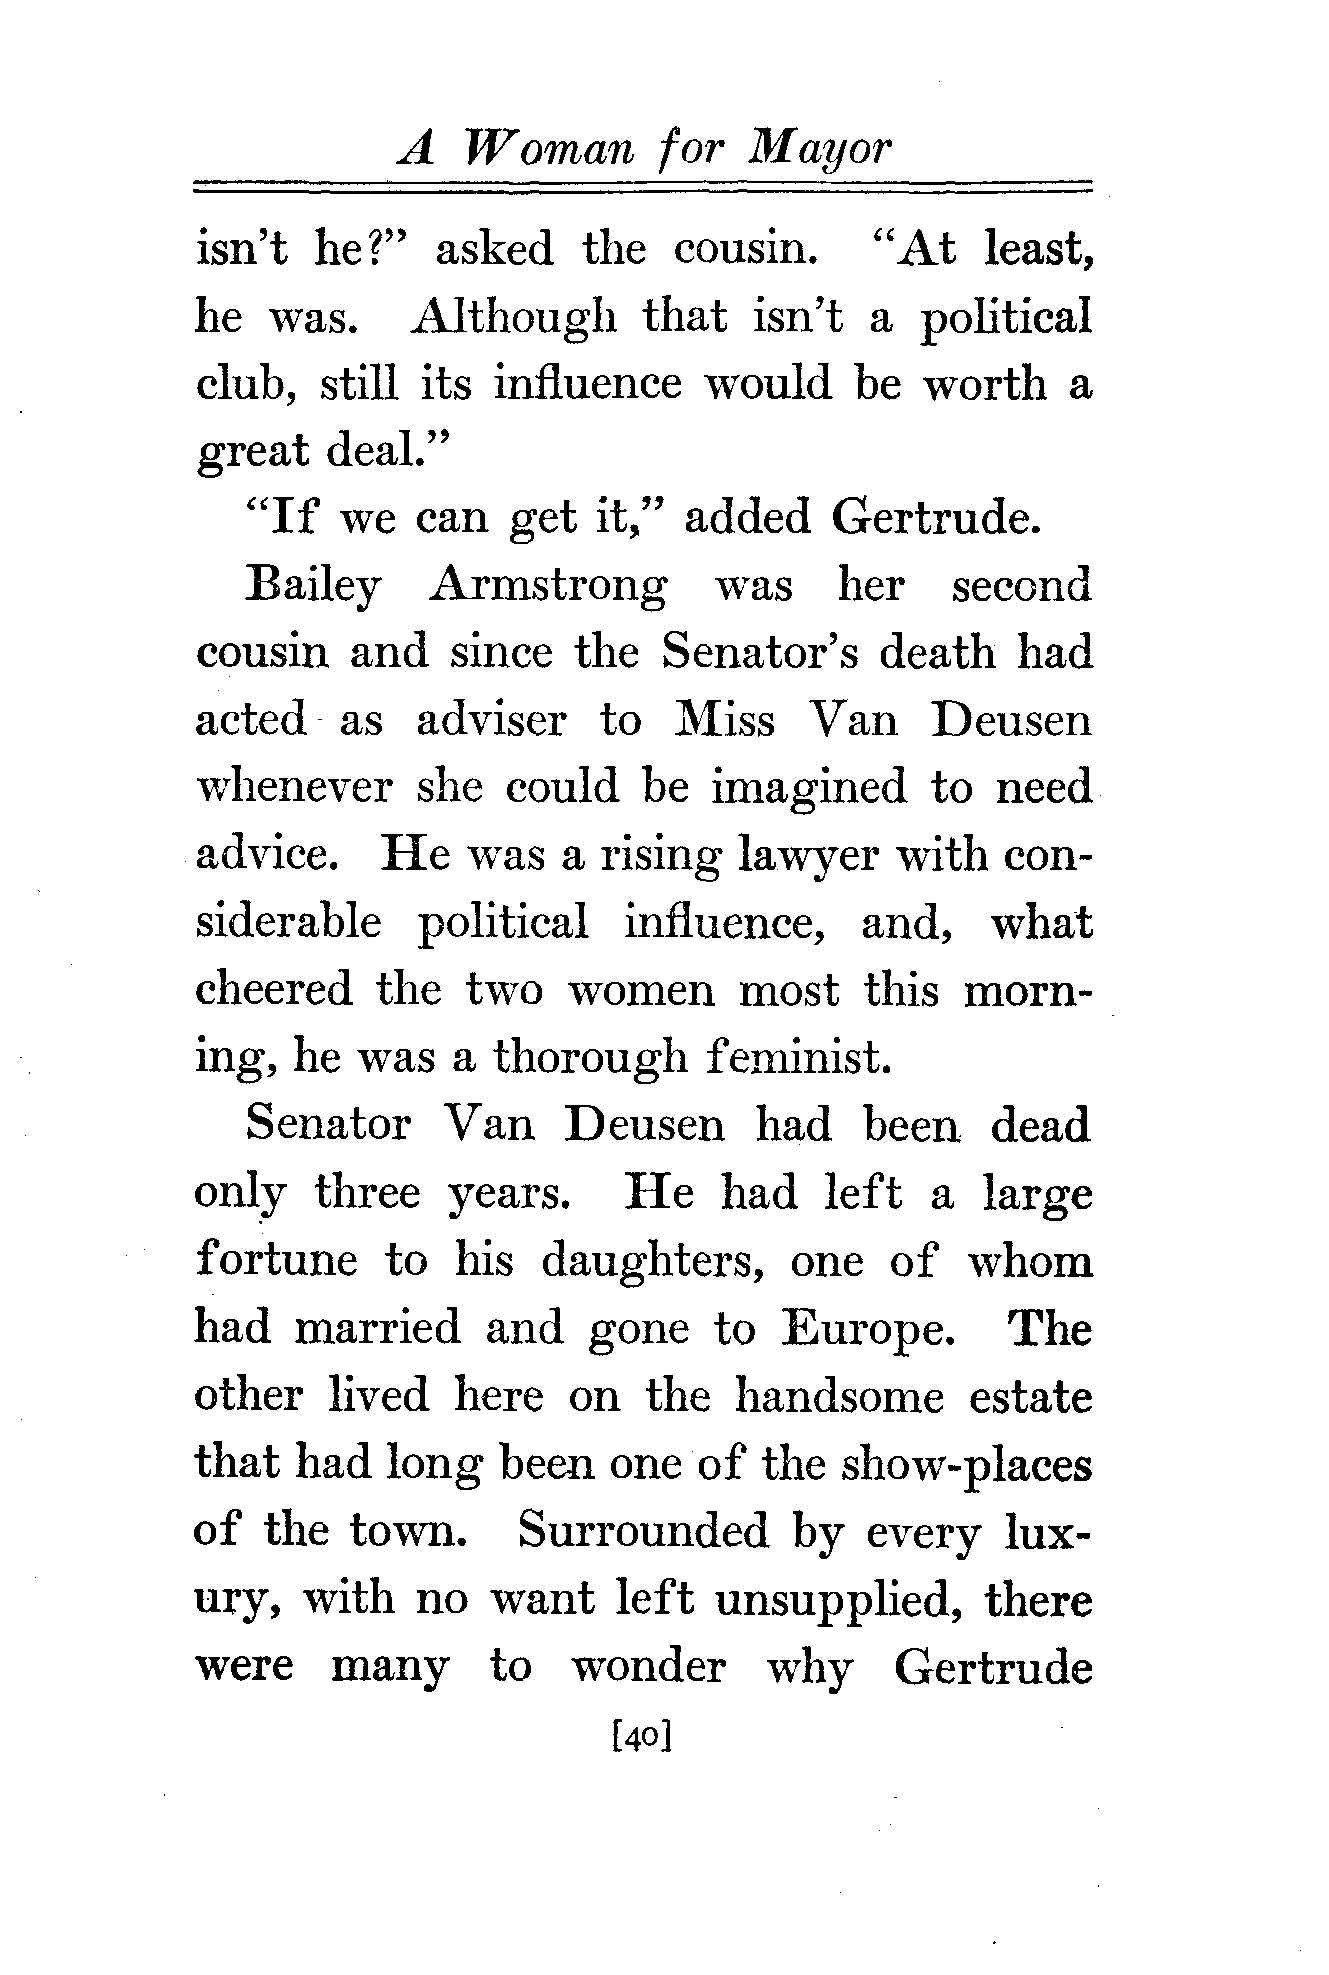 A Woman for Mayor
isn't he?" asked the cousin. "At least,
he was. Although that isn't a political
club, still its influence would be worth a
great deal."
"If we can get it," added Gertrude.
Bailey Armstrong was her second
cousin and since the Senator's death had
acted as adviser to Miss Van Deusen
whenever she could be imagined to need
advice. He was a rising lawyer with con-
siderable political influence, and, what
cheered the two women most this morn-
ing, he was a thorough feminist.
Senator Van Deusen had been dead
only three years. He had left a large
fortune to his daughters, one of whom
had married and gone to Europe. The
other lived here on the handsome estate
that had long been one of the show-places
of the town. Surrounded by every lux-
ury, with no want left unsupplied, there
were many to wonder why Gertrude
[40]